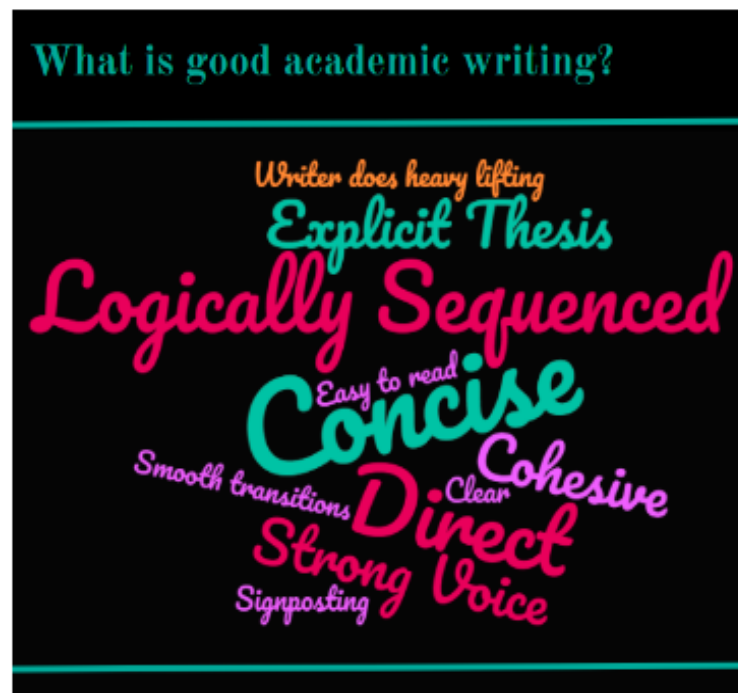 What is good academic writing?
Writer does heavy lifting
Explicit Thesis
Logically Sequenced
Easy to read
Concise
Cohesive
Smooth transitions
Clear
Direct
Strong Voice
Signposting